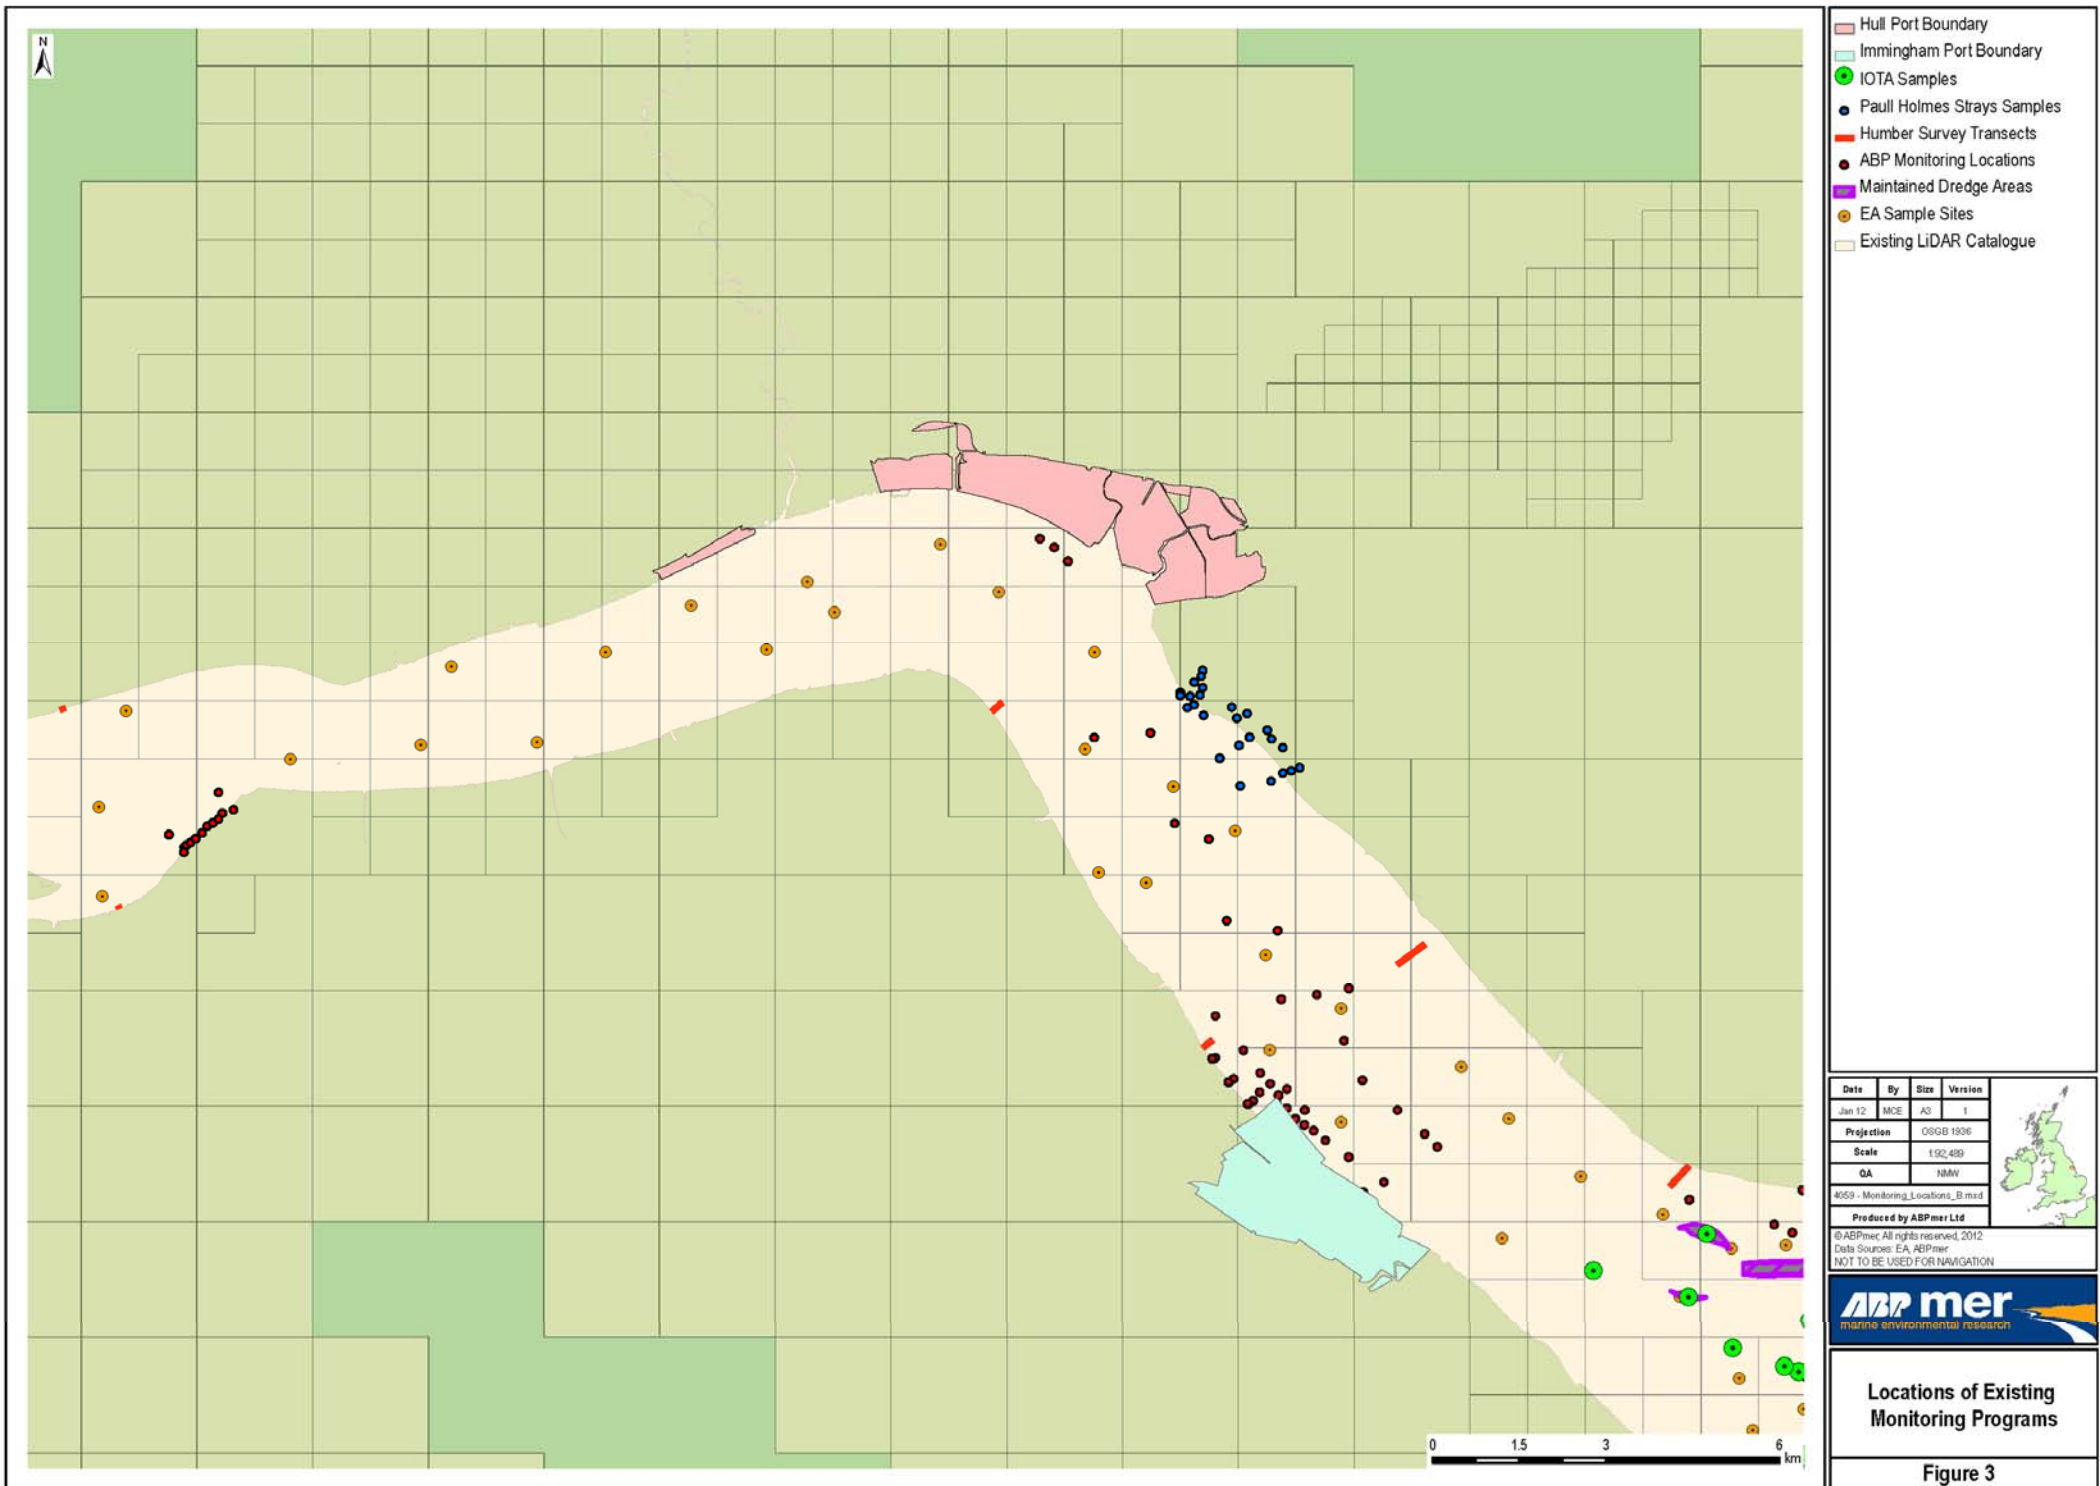 N
Hull Port Boundary
Immingham Port Boundary
IOTA Samples
Paull Holmes Strays Samples
Humber Survey Transects
ABP Monitoring Locations
Maintained Dredge Areas
EA Sample Sites
Existing LiDAR Catalogue
0 1.5 3 6
km
Date By Size Version
Jan 12 MCE A3 1
Projection OSGB 1936
Scale 1:92,489
QA NMW
4059 - Monitoring_Locations_B.mxd
Produced by ABPmer Ltd
© ABPmer, All rights reserved, 2012
Data Sources: EA, ABPmer
NOT TO BE USED FOR NAVIGATION
ABP mer
marine environmental research
Locations of Existing
Monitoring Programs
Figure 3